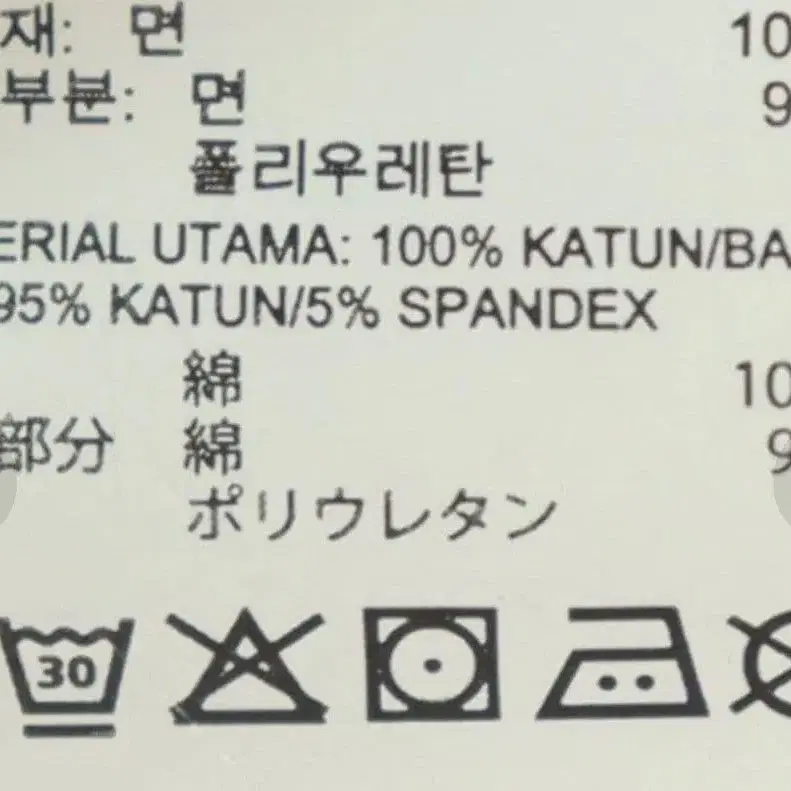 재: 면 10
부분: 면 9
폴리우레탄
ERIAL UTAMA: 100% KATUN/BA
95% KATUN/5% SPANDEX
綿 10
部分 綿 9
ポリウレタン
30